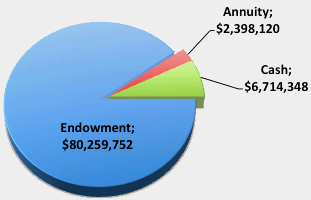 Annuity;
$2,398,120
Cash;
$6,714,348
Endowment;
$80,259,752